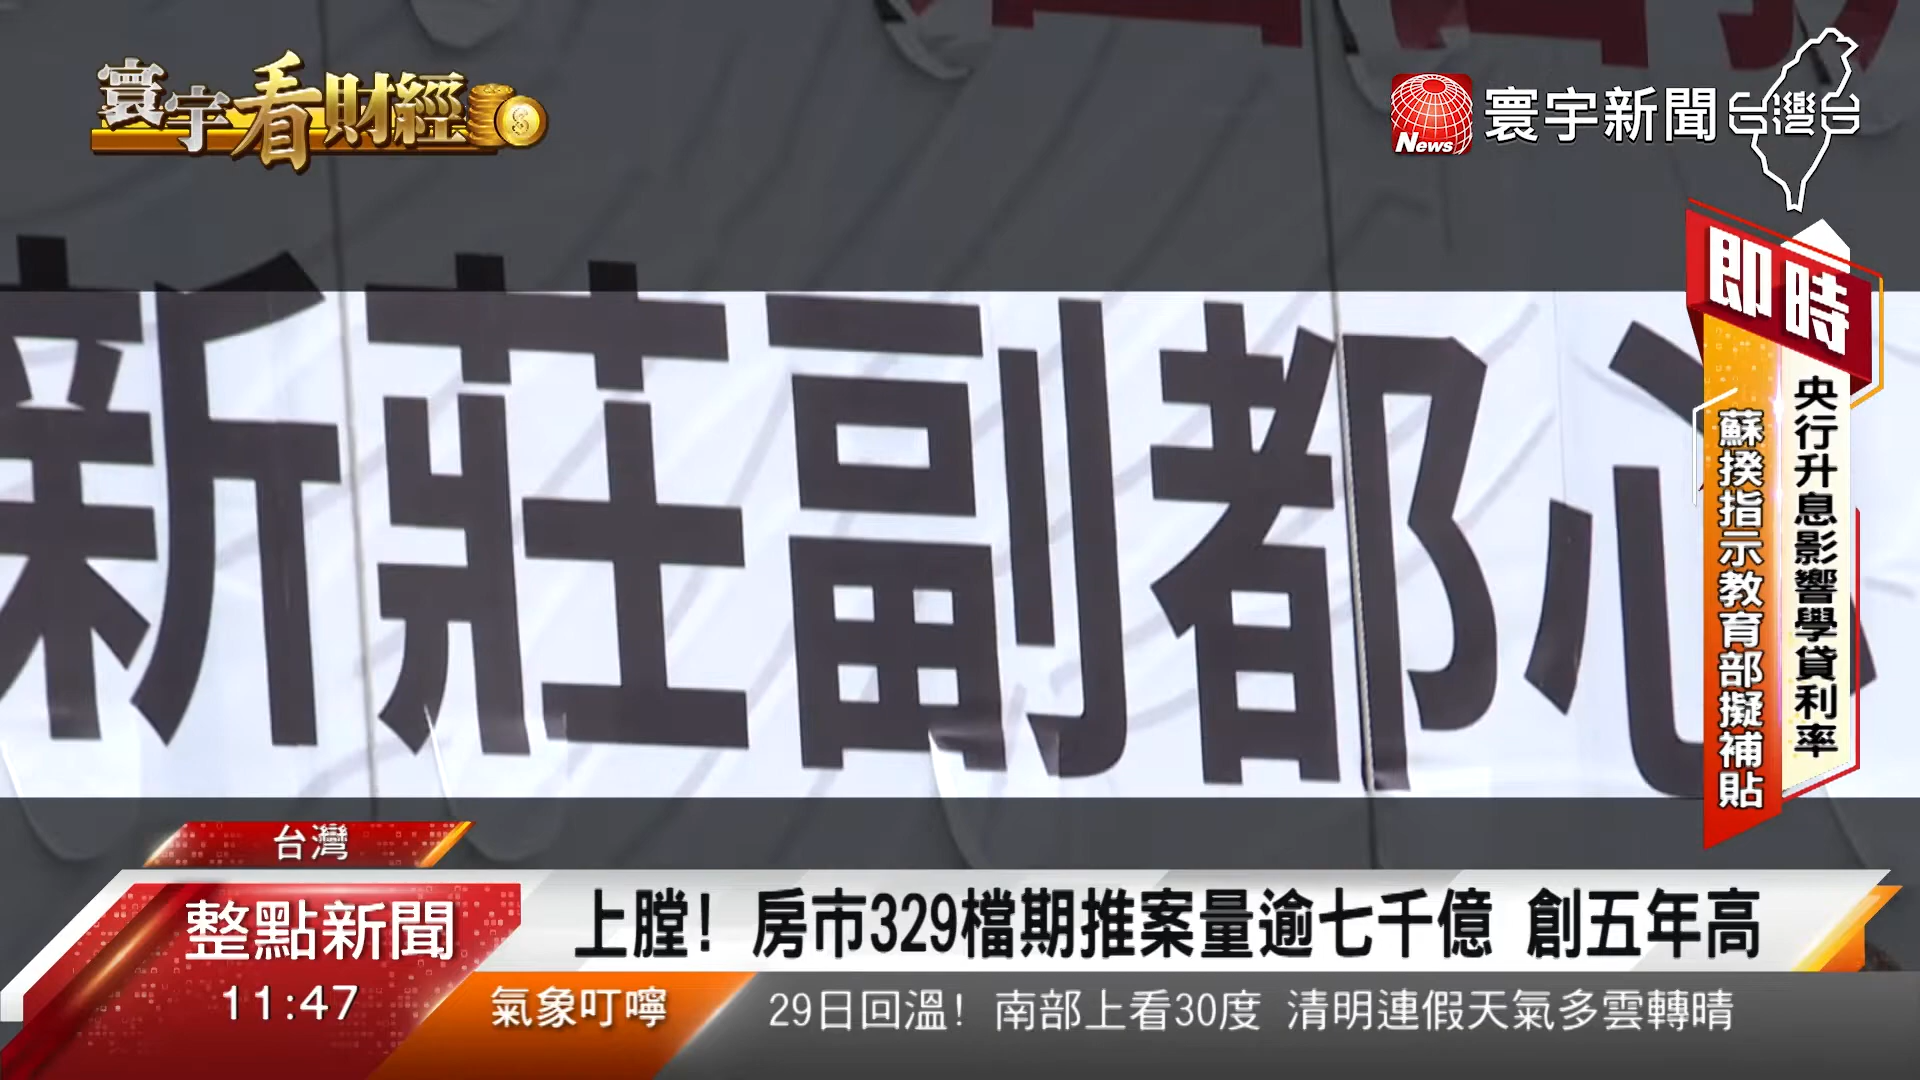 寰宇看財經
News 寰宇新聞 台灣
即時
央行升息影響學貸利率
蘇揆指示教育部擬補貼
新莊副都心
台灣
整點新聞
上膛！房市329檔期推案量逾七千億 創五年高
11:47
氣象叮嚀
29日回溫！南部上看30度 清明連假天氣多雲轉晴